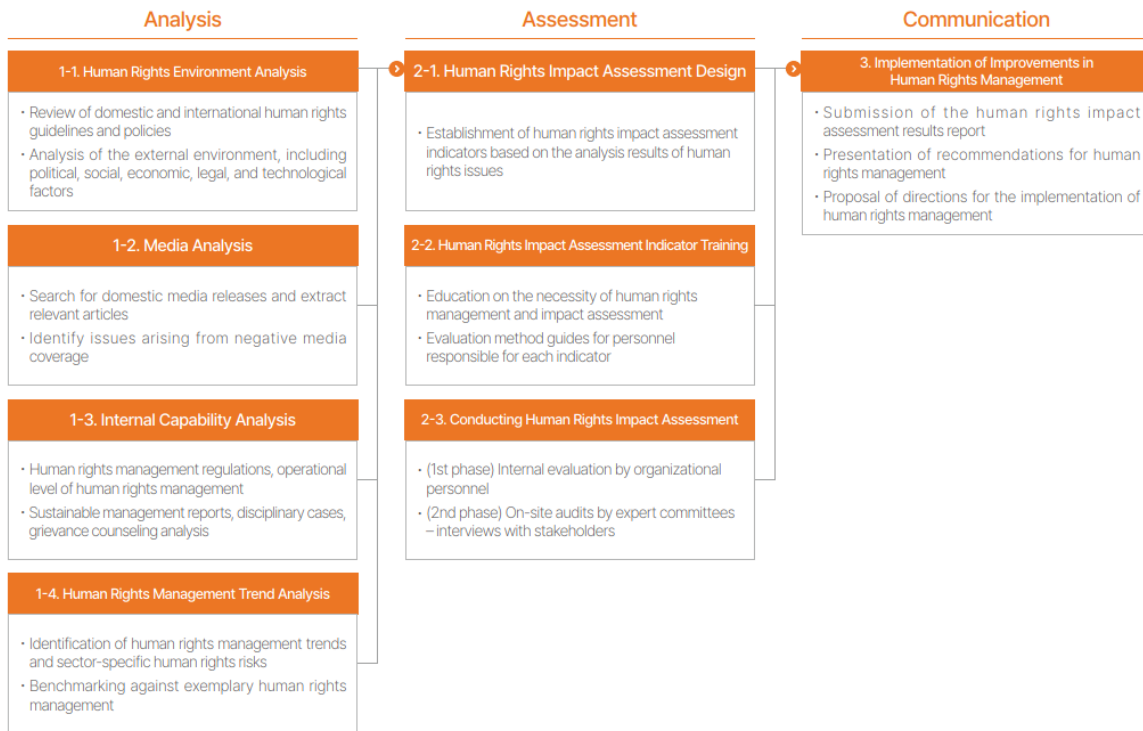 Analysis
1-1. Human Rights Environment Analysis
· Review of domestic and international human rights
guidelines and policies
· Analysis of the external environment, including
political, social, economic, legal, and technological
factors
1-2. Media Analysis
· Search for domestic media releases and extract
relevant articles
· Identify issues arising from negative media
coverage
1-3. Internal Capability Analysis
· Human rights management regulations, operational
level of human rights management
· Sustainable management reports, disciplinary cases,
grievance counseling analysis
1-4. Human Rights Management Trend Analysis
· Identification of human rights management trends
and sector-specific human rights risks
· Benchmarking against exemplary human rights
management
Assessment
2-1. Human Rights Impact Assessment Design
· Establishment of human rights impact assessment
indicators based on the analysis results of human
rights issues
2-2. Human Rights Impact Assessment Indicator Training
· Education on the necessity of human rights
management and impact assessment
· Evaluation method guides for personnel
responsible for each indicator
2-3. Conducting Human Rights Impact Assessment
· (1st phase) Internal evaluation by organizational
personnel
· (2nd phase) On-site audits by expert committees
– interviews with stakeholders
Communication
3. Implementation of Improvements in
Human Rights Management
· Submission of the human rights impact
assessment results report
· Presentation of recommendations for human
rights management
· Proposal of directions for the implementation of
human rights management